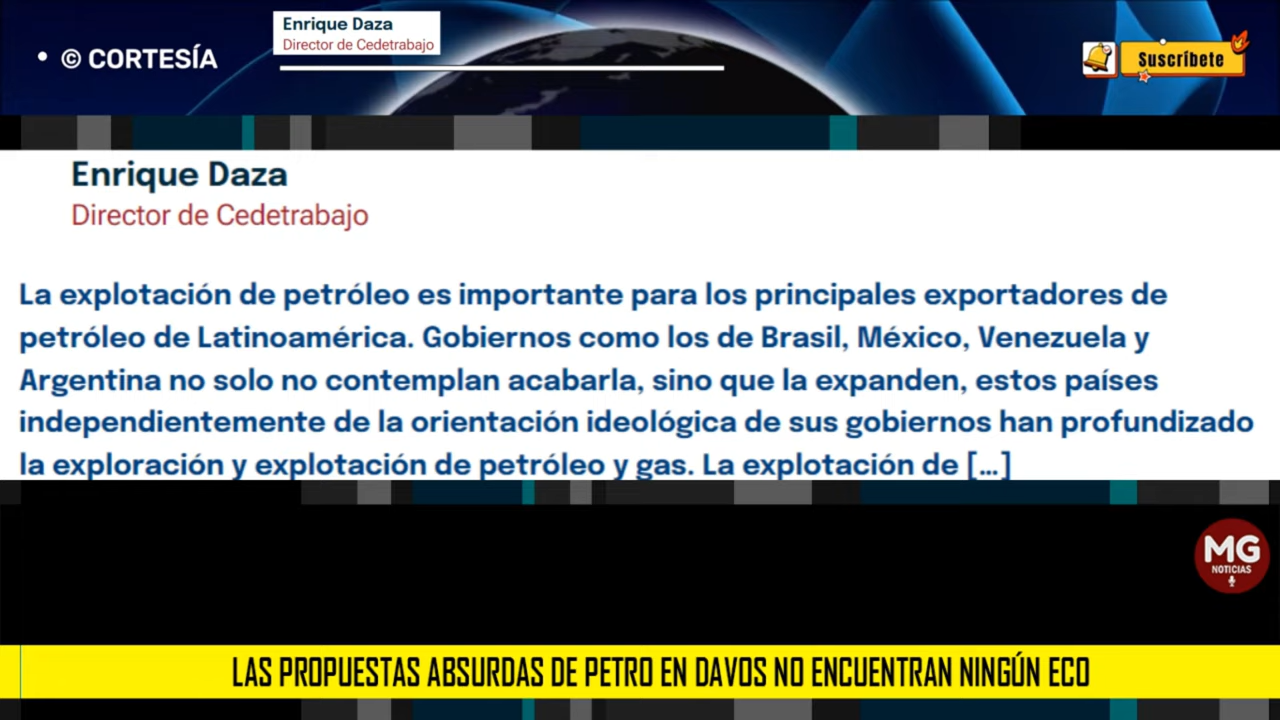 Enrique Daza
Director de Cedetrabajo
• © CORTESÍA
Suscríbete
Enrique Daza
Director de Cedetrabajo
La explotación de petróleo es importante para los principales exportadores de
petróleo de Latinoamérica. Gobiernos como los de Brasil, México, Venezuela y
Argentina no solo no contemplan acabarla, sino que la expanden, estos países
independientemente de la orientación ideológica de sus gobiernos han profundizado
la exploración y explotación de petróleo y gas. La explotación de [...]
MG
NOTICIAS
LAS PROPUESTAS ABSURDAS DE PETRO EN DAVOS NO ENCUENTRAN NINGÚN ECO